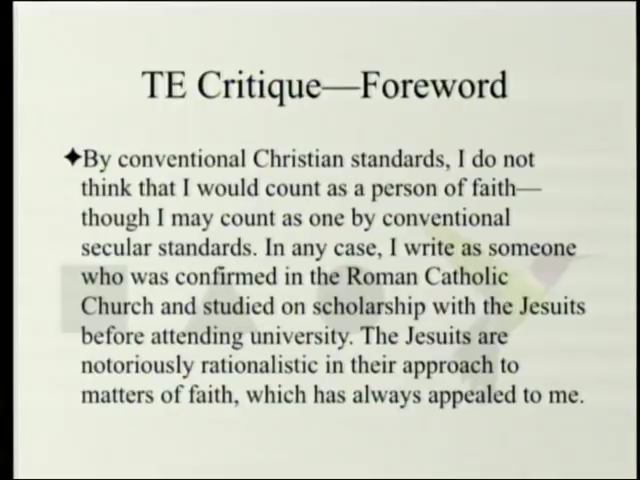 TE Critique—Foreword
✦By conventional Christian standards, I do not
think that I would count as a person of faith—
though I may count as one by conventional
secular standards. In any case, I write as someone
who was confirmed in the Roman Catholic
Church and studied on scholarship with the Jesuits
before attending university. The Jesuits are
notoriously rationalistic in their approach to
matters of faith, which has always appealed to me.